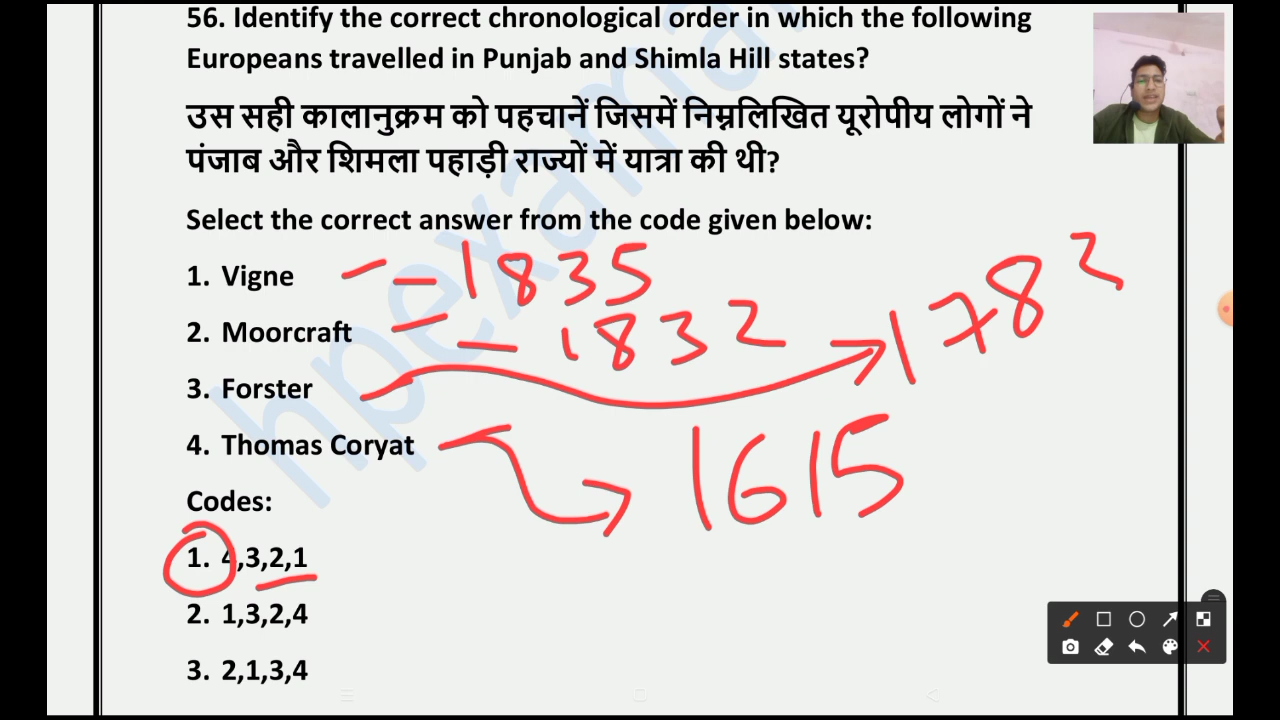 56. Identify the correct chronological order in which the following
Europeans travelled in Punjab and Shimla Hill states?
उस सही कालानुक्रम को पहचानें जिसमें निम्नलिखित यूरोपीय लोगों ने
पंजाब और शिमला पहाड़ी राज्यों में यात्रा की थी?
Select the correct answer from the code given below:
1. Vigne - 1835
2. Moorcraft - 1832
3. Forster → 1782
4. Thomas Coryat → 1615
Codes:
1. 4,3,2,1
2. 1,3,2,4
3. 2,1,3,4
hpexama